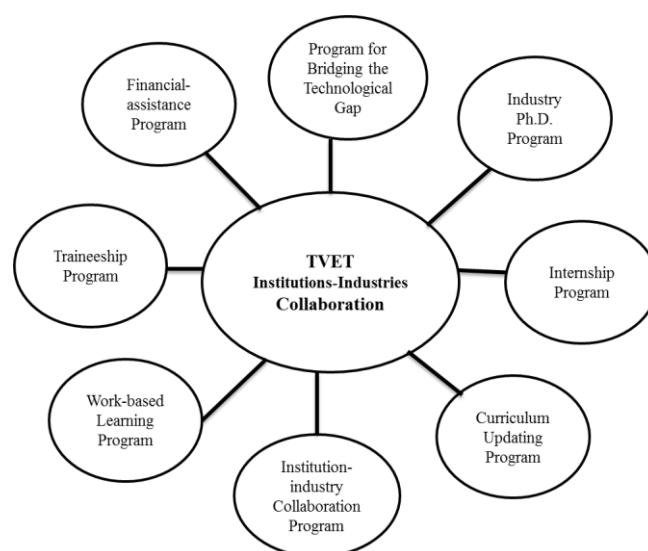 Program for
Bridging the
Technological
Gap
Financial-
assistance
Program
Industry
Ph.D.
Program
Traineeship
Program
TVET
Institutions-Industries
Collaboration
Internship
Program
Work-based
Learning
Program
Curriculum
Updating
Program
Institution-
industry
Collaboration
Program